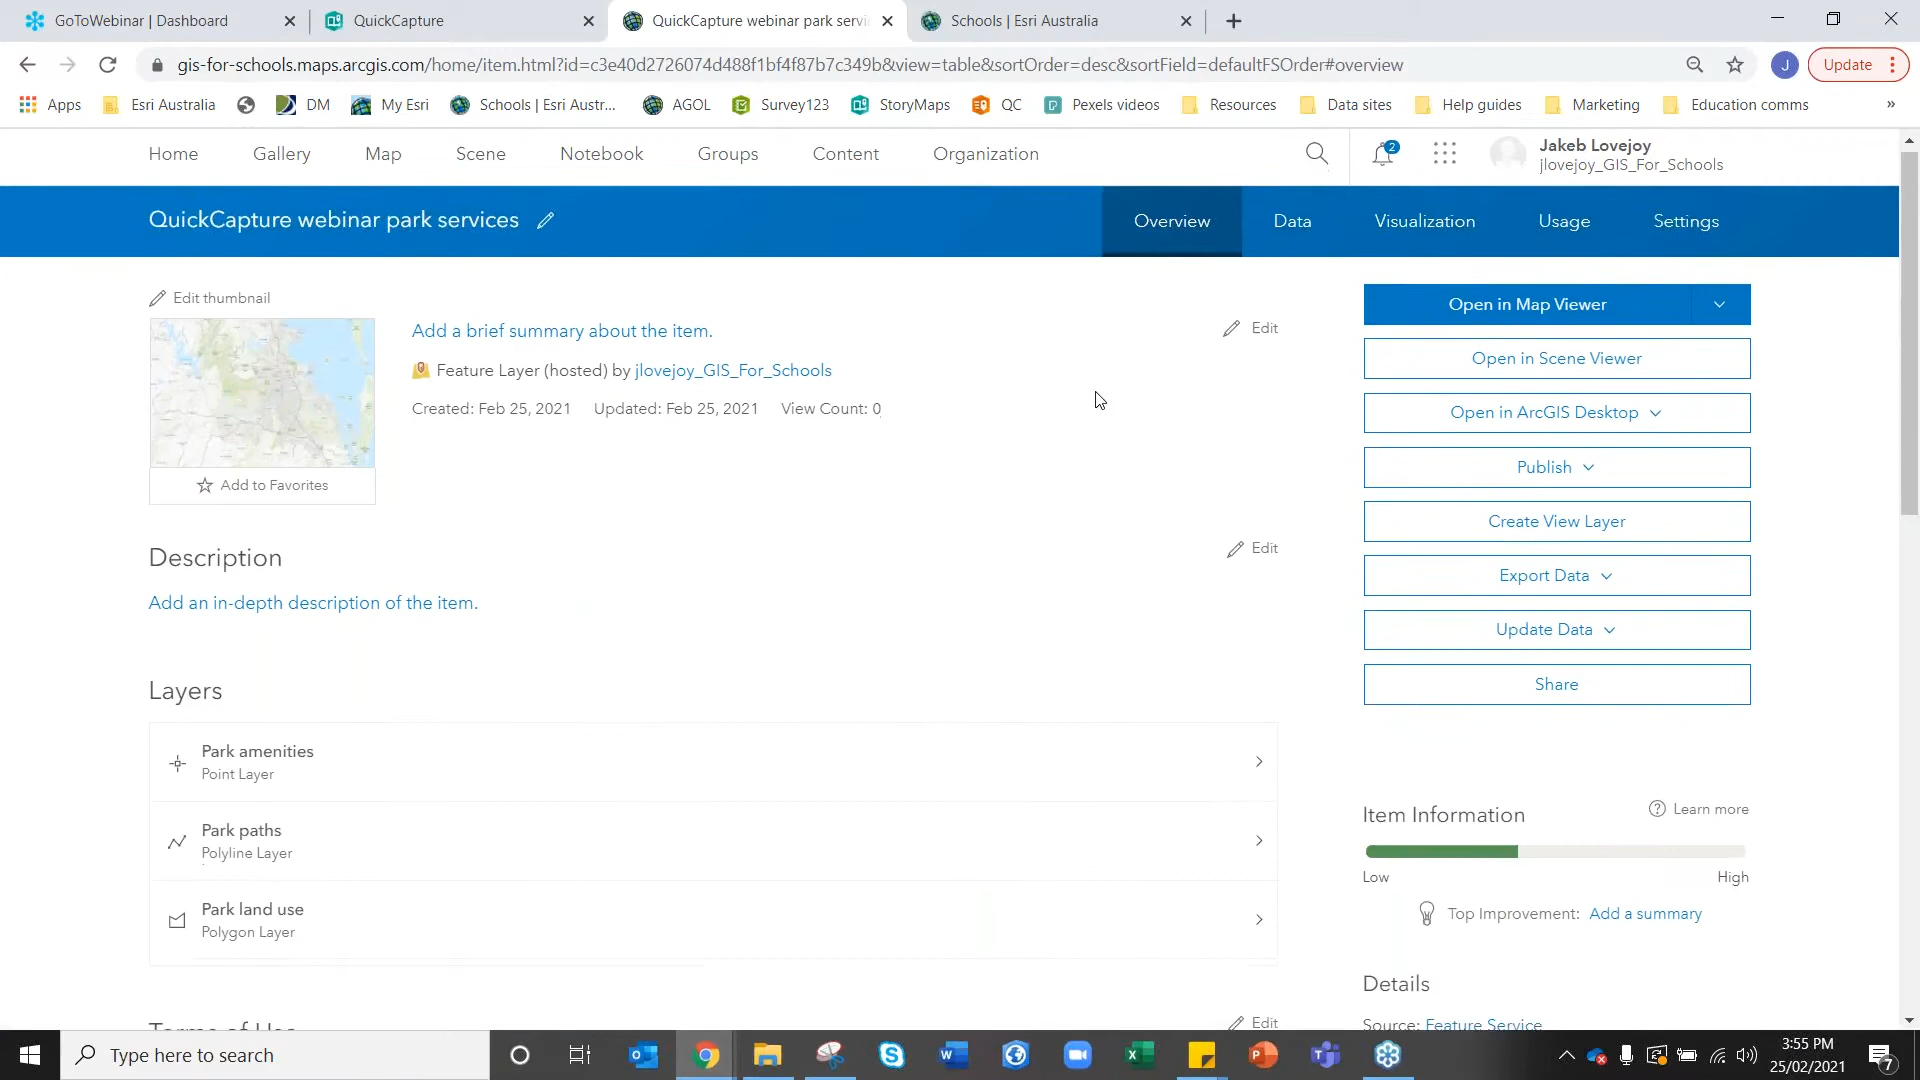 GoToWebinar | Dashboard
QuickCapture
QuickCapture webinar park servi
Schools | Esri Australia
gis-for-schools.maps.arcgis.com/home/item.html?id=c3e40d2726074d488f1bf4f87b7c349b&view=table&sortOrder=desc&sortField=defaultFSOrder#overview
J
Update
Apps
Esri Australia
DM
My Esri
Schools | Esri Austr...
AGOL
Survey123
StoryMaps
QC
Pexels videos
Resources
Data sites
Help guides
Marketing
Education comms
»
Home
Gallery
Map
Scene
Notebook
Groups
Content
Organization
2
Jakeb Lovejoy
jlovejoy_GIS_For_Schools
QuickCapture webinar park services
Overview
Data
Visualization
Usage
Settings
Edit thumbnail
Add to Favorites
Add a brief summary about the item.
Edit
Feature Layer (hosted) by jlovejoy_GIS_For_Schools
Created: Feb 25, 2021 Updated: Feb 25, 2021 View Count: 0
Description
Edit
Add an in-depth description of the item.
Layers
Park amenities
Point Layer
Park paths
Polyline Layer
Park land use
Polygon Layer
Terms of Use
Edit
Open in Map Viewer
Open in Scene Viewer
Open in ArcGIS Desktop
Publish
Create View Layer
Export Data
Update Data
Share
Item Information
Learn more
Low
High
Top Improvement: Add a summary
Details
Source: Feature Service
Type here to search
3:55 PM
25/02/2021
7